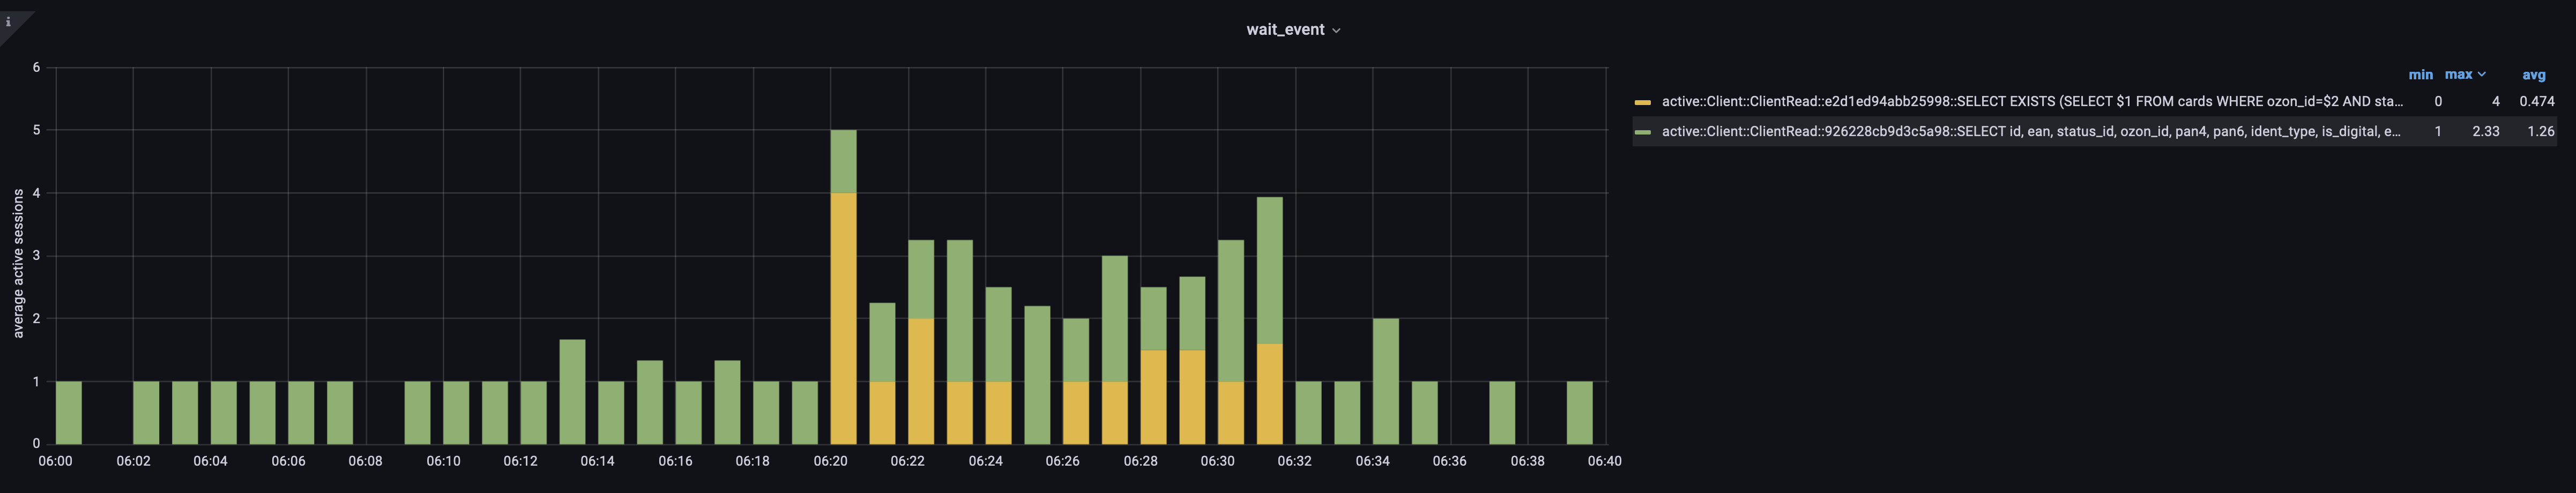 i
wait_event
6
5
4
3
2
1
0
average active sessions
06:00 06:02 06:04 06:06 06:08 06:10 06:12 06:14 06:16 06:18 06:20 06:22 06:24 06:26 06:28 06:30 06:32 06:34 06:36 06:38 06:40
min max avg
active::Client::ClientRead::e2d1ed94abb25998::SELECT EXISTS (SELECT $1 FROM cards WHERE ozon_id=$2 AND sta... 0 4 0.474
active::Client::ClientRead::926228cb9d3c5a98::SELECT id, ean, status_id, ozon_id, pan4, pan6, ident_type, is_digital, e... 1 2.33 1.26